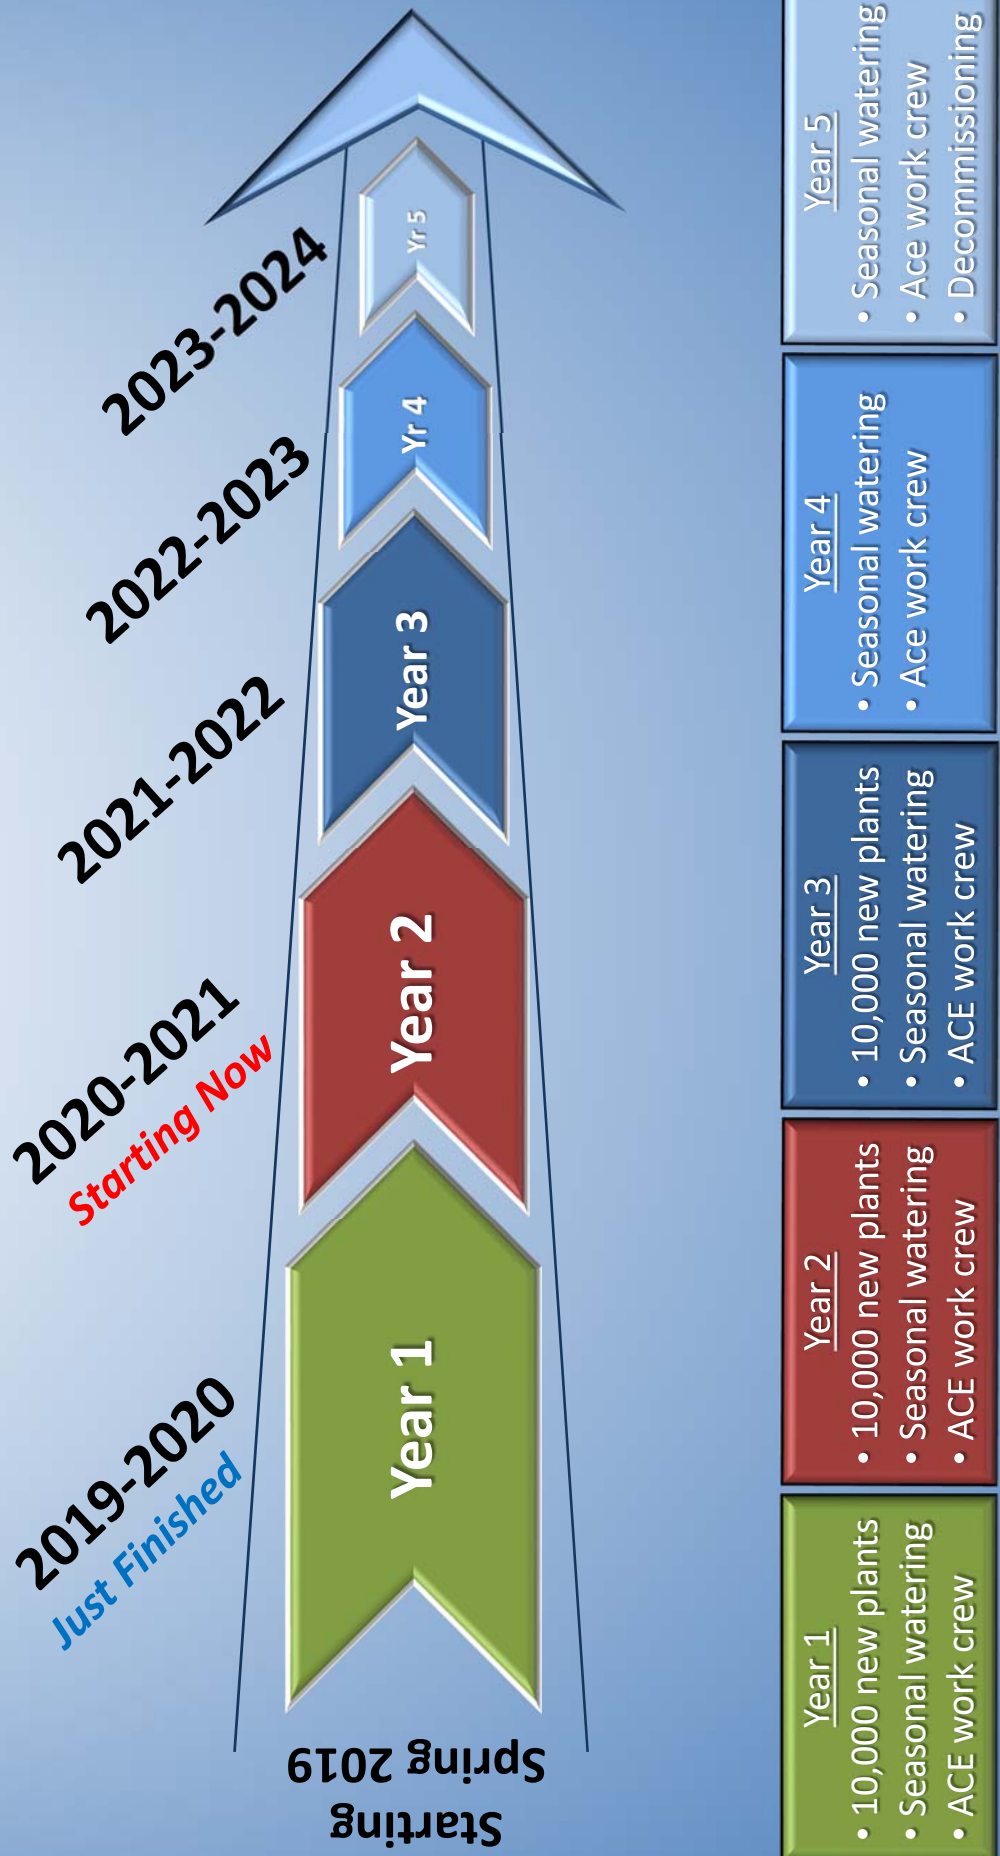 Starting
Spring 2019
2019-2020
Just Finished
2020-2021
Starting Now
2021-2022
2022-2023
2023-2024
Year 1
Year 2
Year 3
Yr 4
Yr 5
Year 1
• 10,000 new plants
• Seasonal watering
• ACE work crew
Year 2
• 10,000 new plants
• Seasonal watering
• ACE work crew
Year 3
• 10,000 new plants
• Seasonal watering
• ACE work crew
Year 4
• Seasonal watering
• Ace work crew
Year 5
• Seasonal watering
• Ace work crew
• Decommissioning